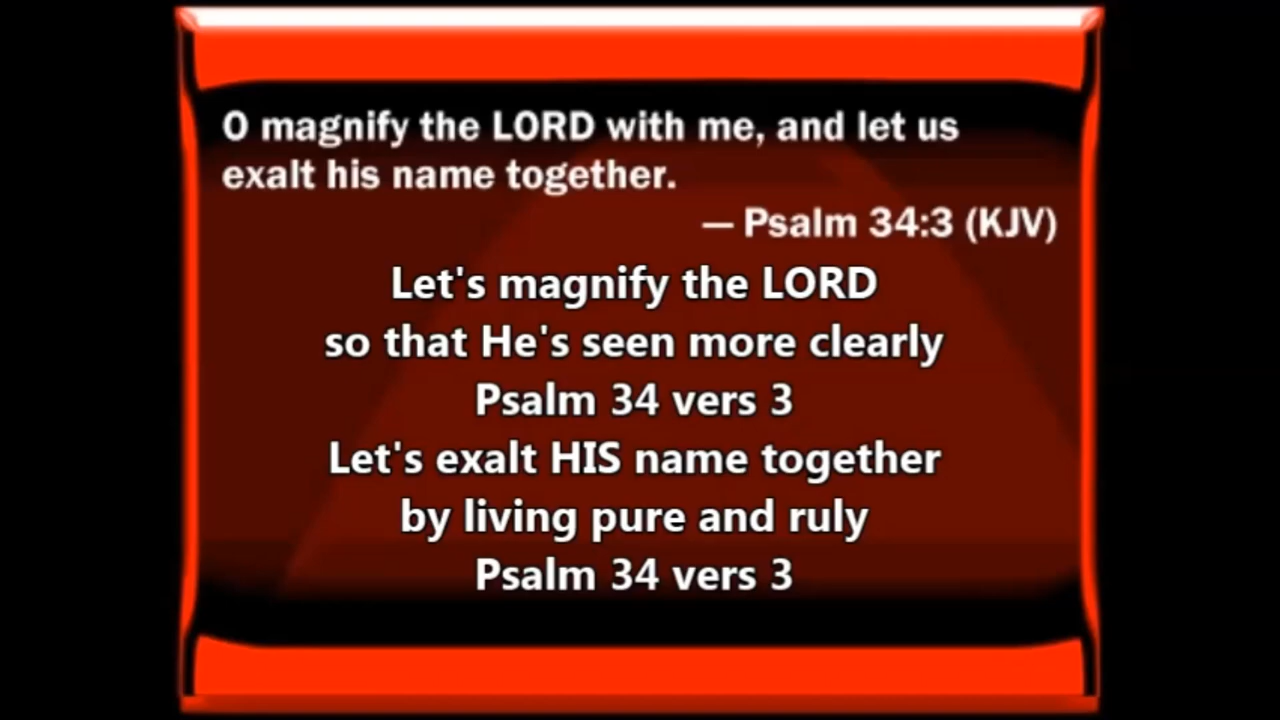 O magnify the LORD with me, and let us
exalt his name together.
— Psalm 34:3 (KJV)
Let's magnify the LORD
so that He's seen more clearly
Psalm 34 vers 3
Let's exalt HIS name together
by living pure and ruly
Psalm 34 vers 3